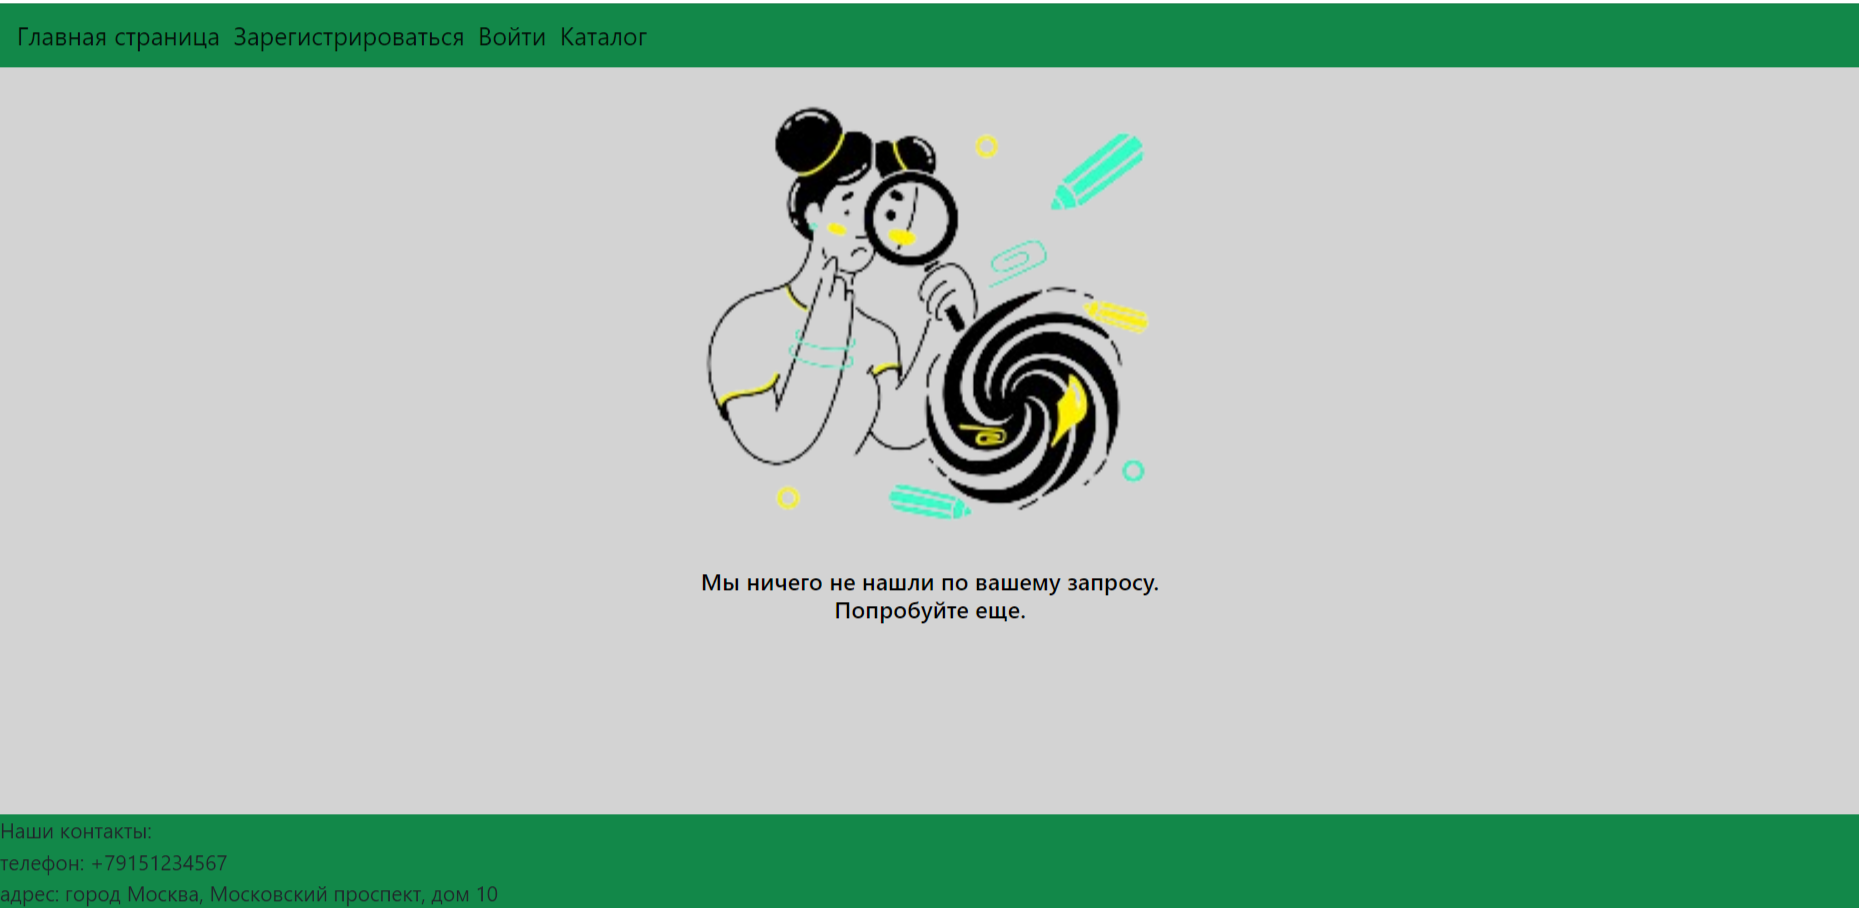 Главная страница Зарегистрироваться Войти Каталог
Мы ничего не нашли по вашему запросу.
Попробуйте еще.
Наши контакты:
телефон: +79151234567
адрес: город Москва, Московский проспект, дом 10